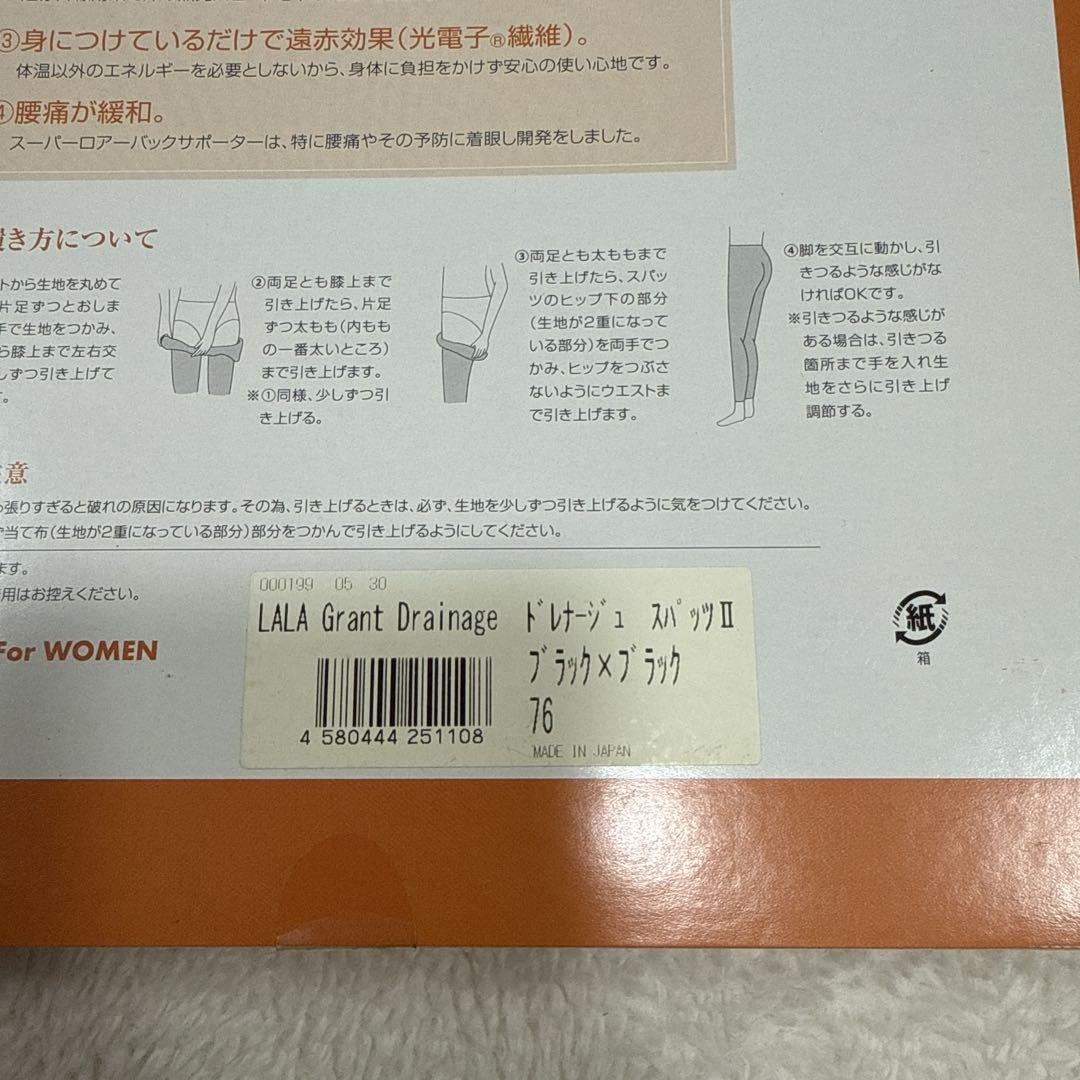 ③身につけているだけで遠赤効果(光電子®繊維)。
体温以外のエネルギーを必要としないから、身体に負担をかけず安心の使い心地です。
④腰痛が緩和。
スーパーロアーバックサポーターは、特に腰痛やその予防に着眼し開発をしました。
履き方について
トから生地を丸めて
片足ずつとおしま
手で生地をつかみ、
ら膝上まで左右交
しずつ引き上げて
す。
②両足とも膝上まで
引き上げたら、片足
ずつ太もも(内もも
の一番太いところ)
まで引き上げます。
※①同様、少しずつ引
き上げる。
③両足とも太ももまで
引き上げたら、スパッ
ツのヒップ下の部分
(生地が2重になって
いる部分)を両手でつ
かみ、ヒップをつぶさ
ないようにウエストま
で引き上げます。
④脚を交互に動かし、引
きつるような感じがな
ければOKです。
※引きつるような感じが
ある場合は、引きつる
箇所まで手を入れ生
地をさらに引き上げ
調節する。
意
っ張りすぎると破れの原因になります。その為、引き上げるときは、必ず、生地を少しずつ引き上げるように気をつけてください。
当て布(生地が2重になっている部分)部分をつかんで引き上げるようにしてください。
ます。
用はお控えください。
For WOMEN
000199 05 30
LALA Grant Drainage ドレナージュ スパッツⅡ
ブラック×ブラック
76
4 580444 251108
MADE IN JAPAN
紙
箱